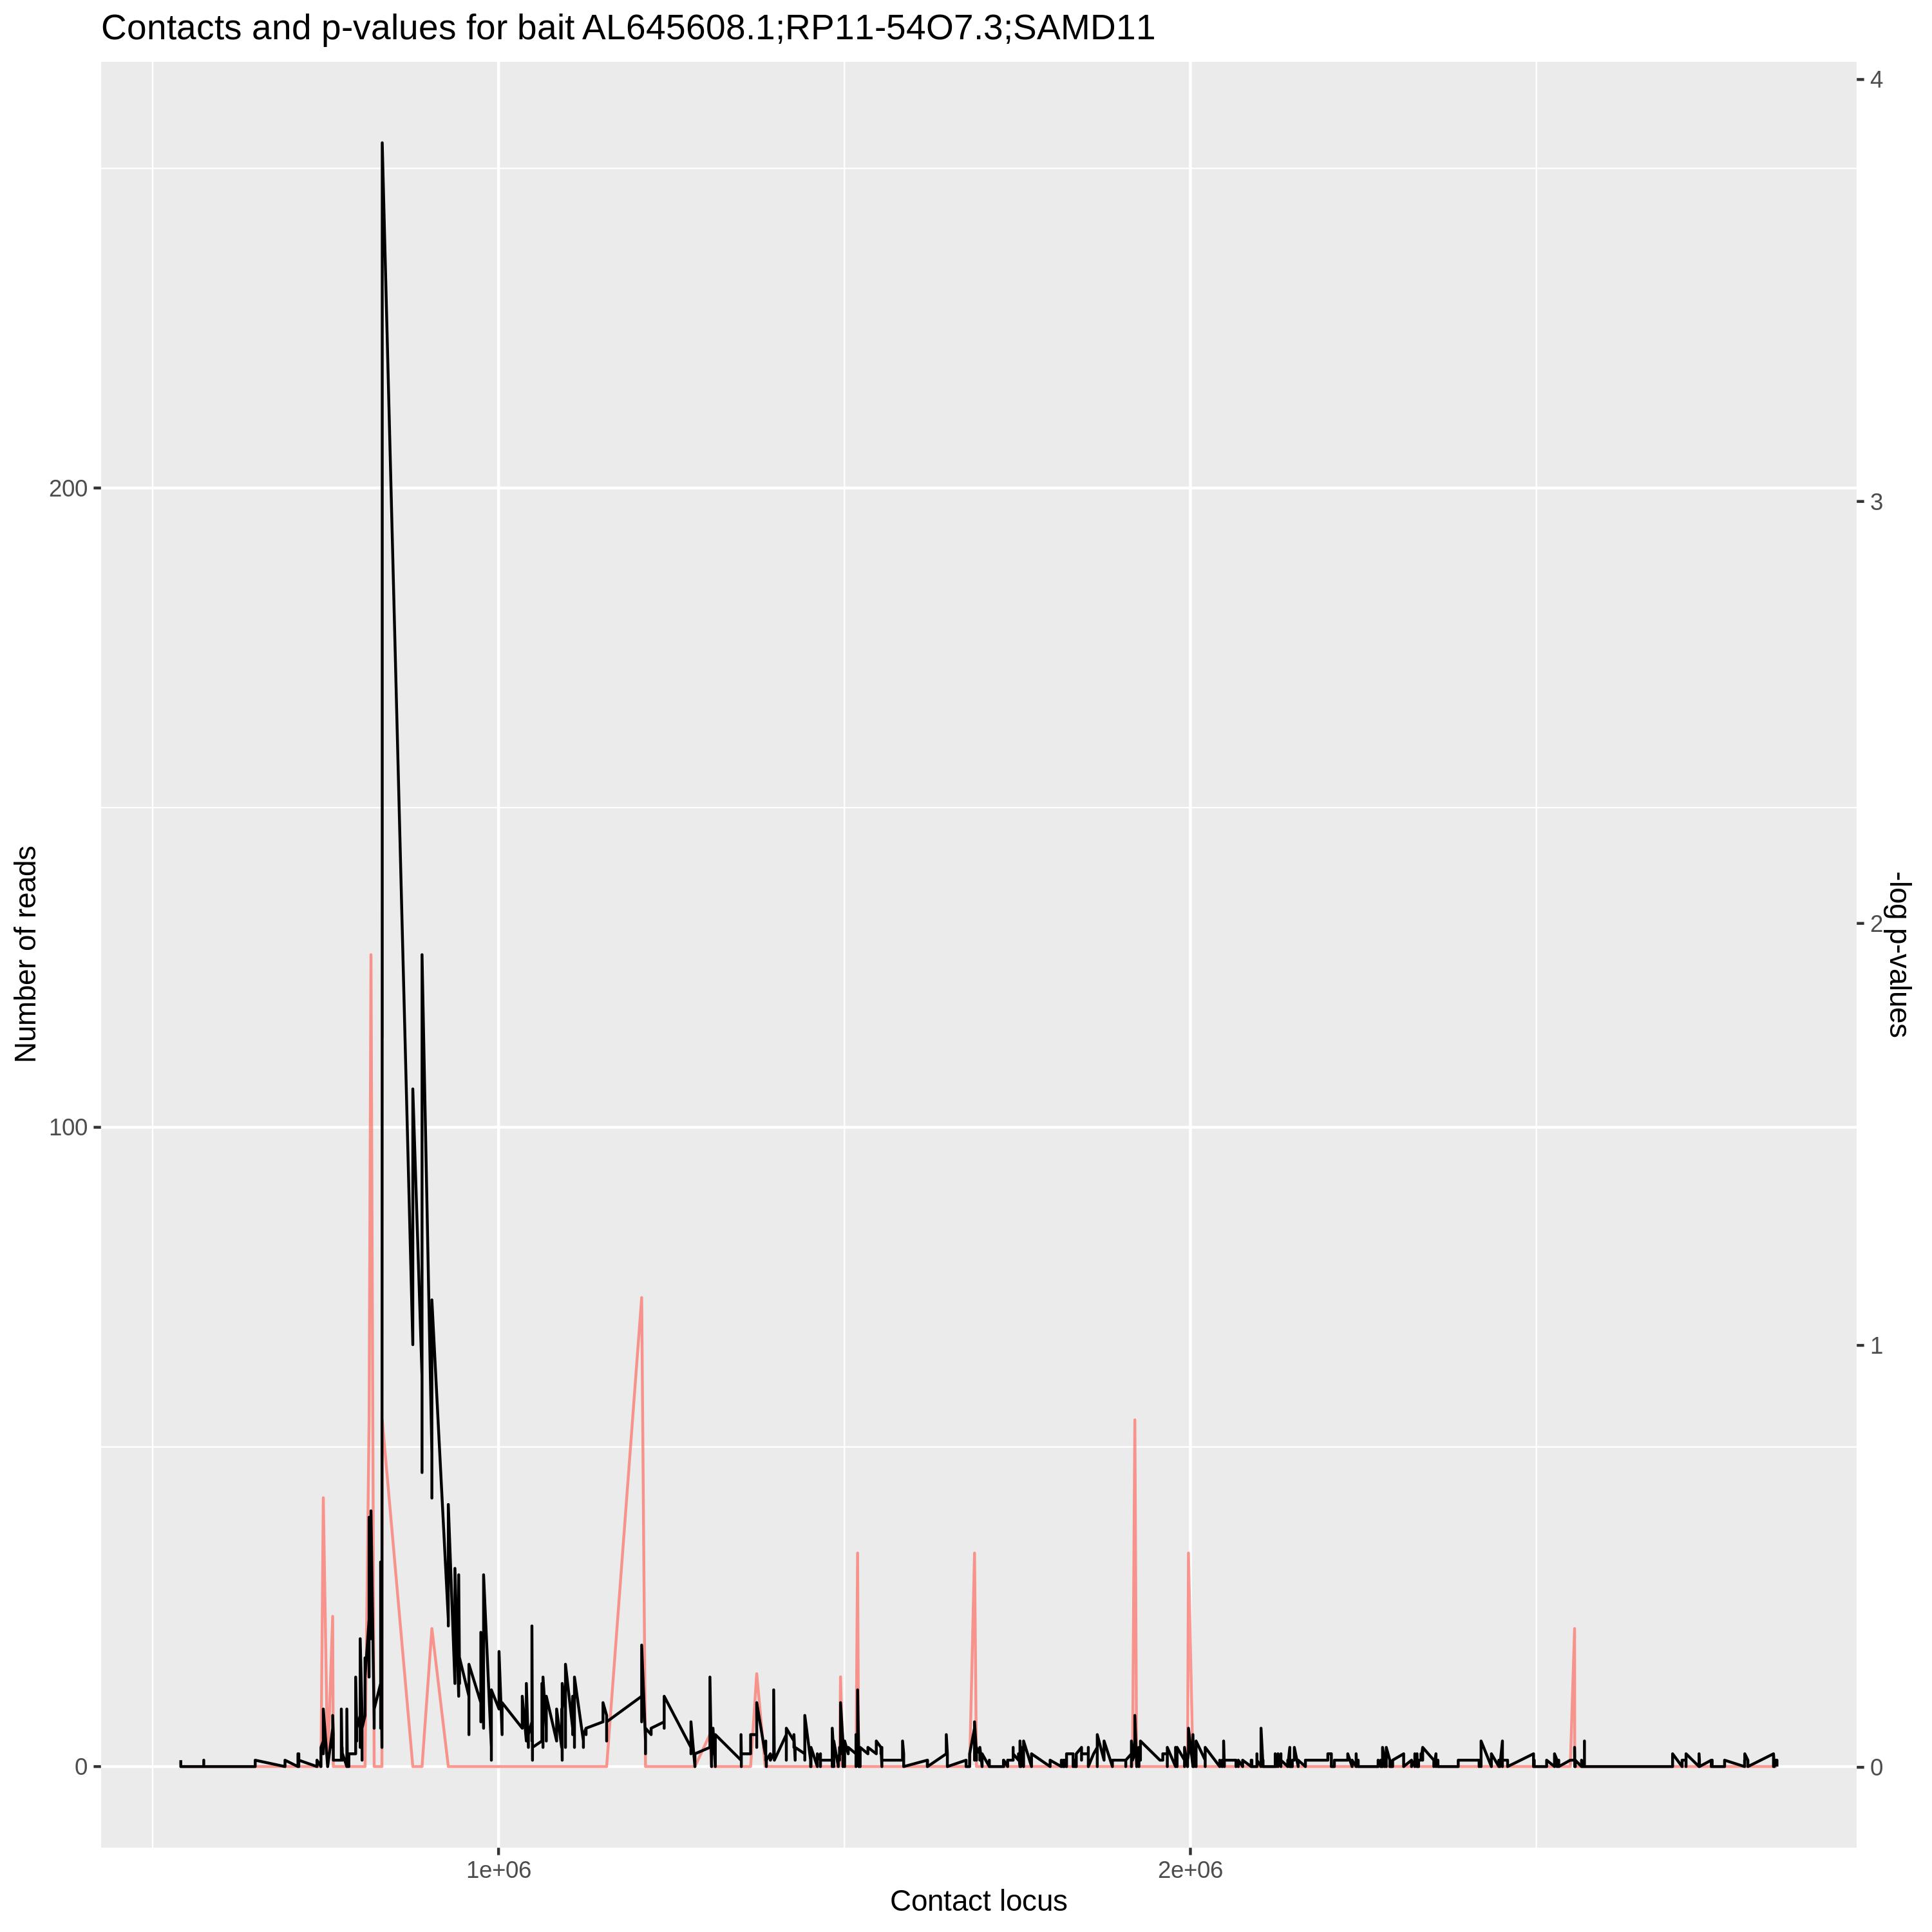 Contacts and p-values for bait AL645608.1;RP11-54O7.3;SAMD11
4
200
3
Number of reads
-log p-values
2
100
1
0
0
1e+06
2e+06
Contact locus